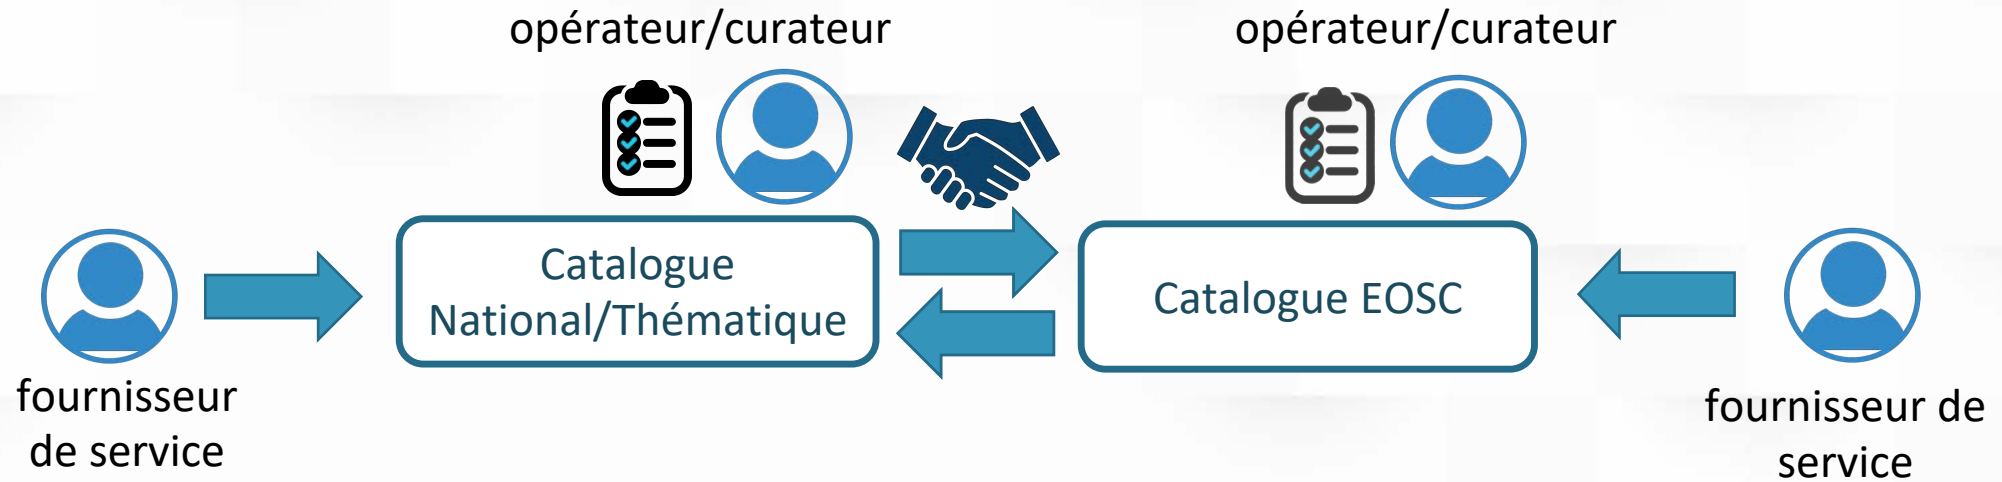 opérateur/curateur
opérateur/curateur
Catalogue
National/Thématique
Catalogue EOSC
fournisseur
de service
fournisseur de
service